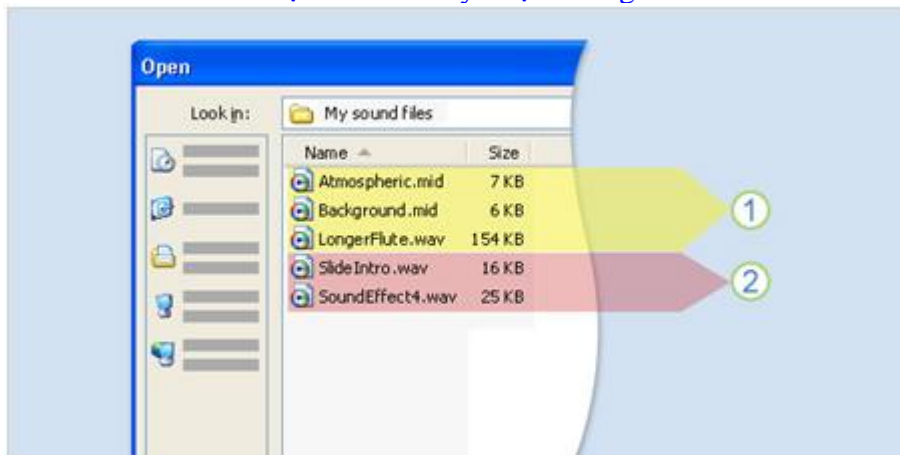 Open
Look in: My sound files
Name Size
Atmospheric.mid 7 KB
Background.mid 6 KB
LongerFlute.wav 154 KB
1
SlideIntro.wav 16 KB
SoundEffect4.wav 25 KB
2